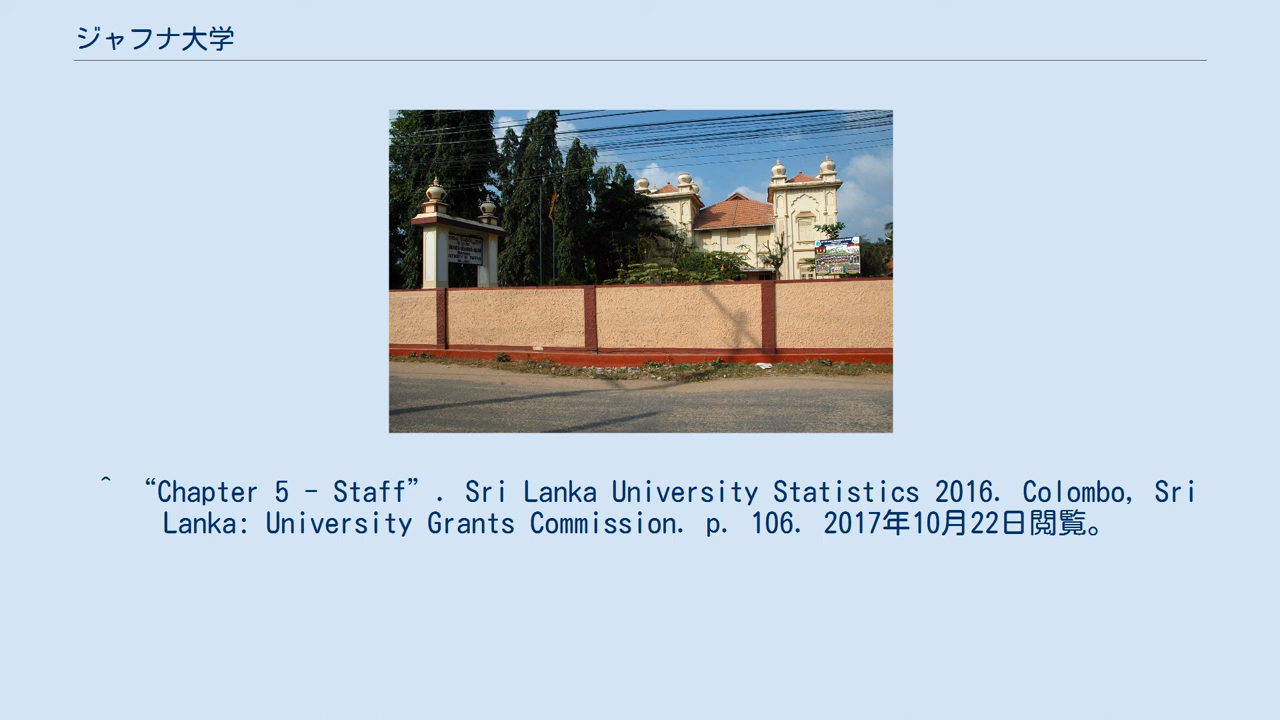 ジャフナ大学
^ “Chapter 5 – Staff”. Sri Lanka University Statistics 2016. Colombo, Sri
Lanka: University Grants Commission. p. 106. 2017年10月22日閲覧。